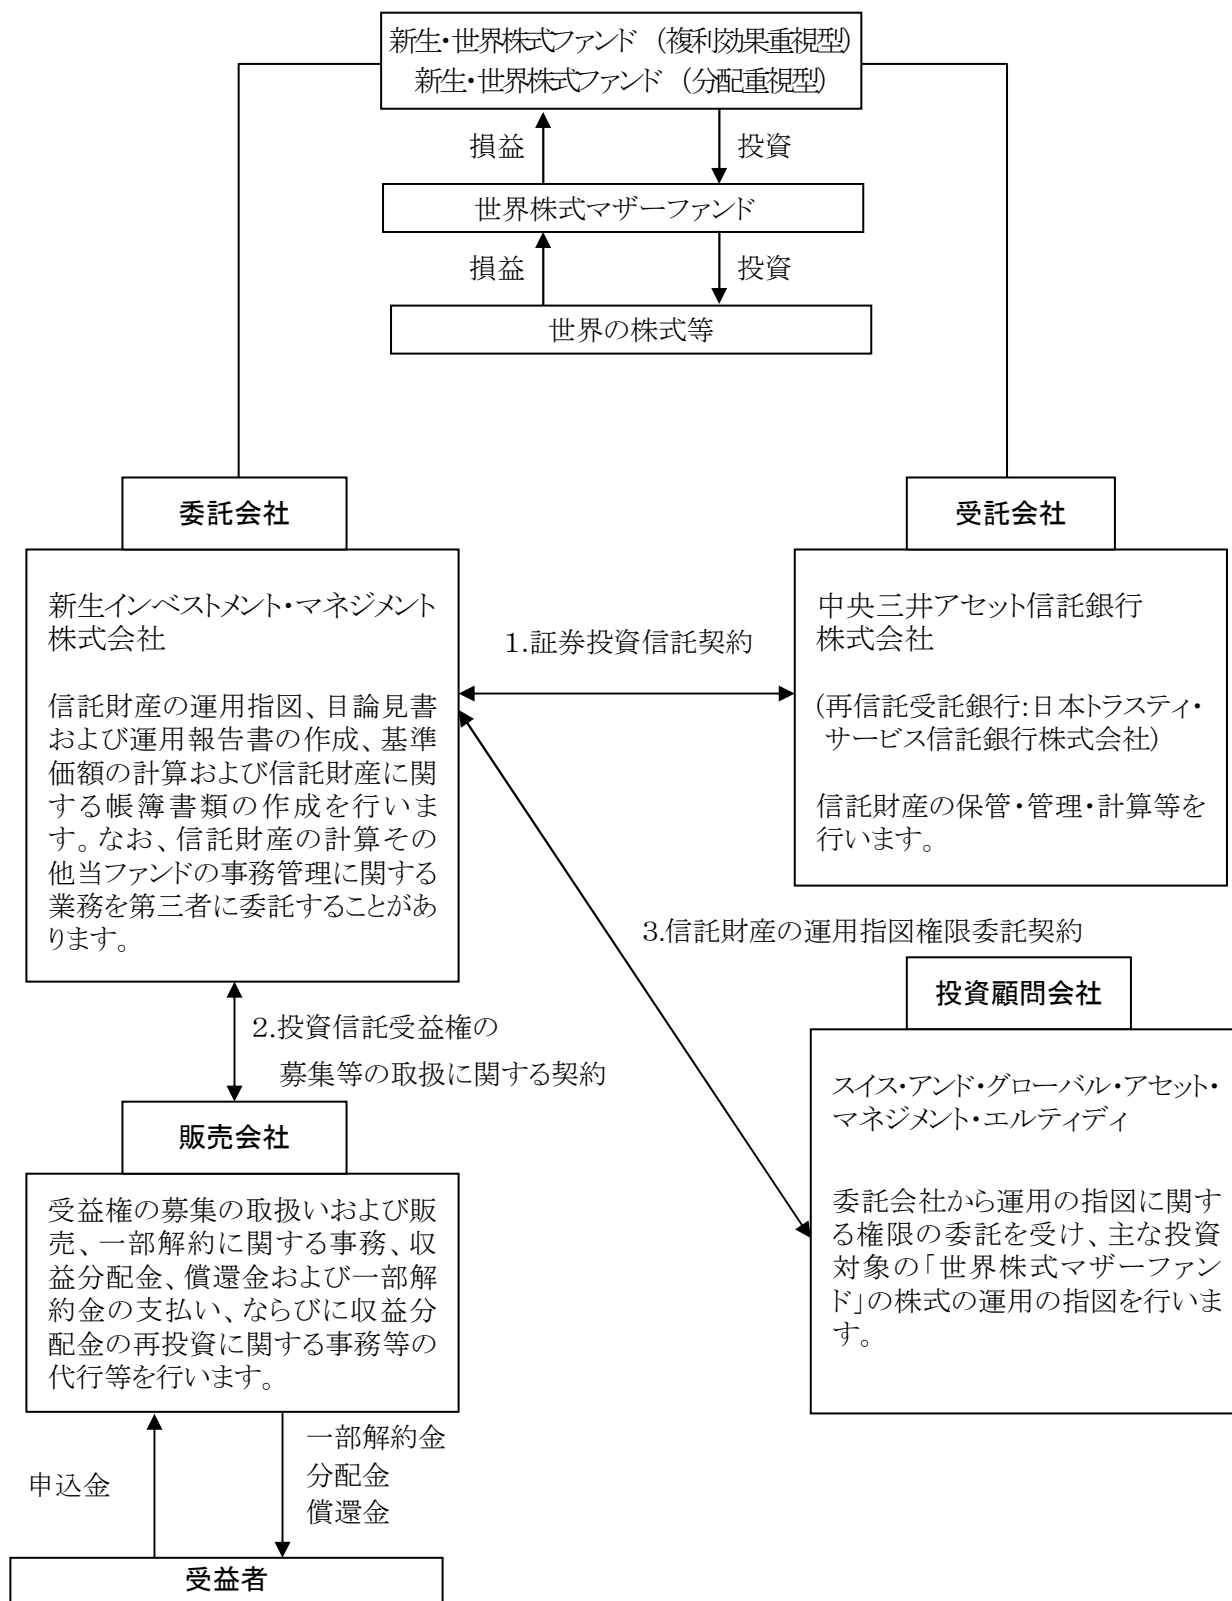 新生・世界株式ファンド （複利効果重視型）
新生・世界株式ファンド （分配重視型）
損益
投資
世界株式マザーファンド
損益
投資
世界の株式等
委託会社
新生インベストメント・マネジメント
株式会社
信託財産の運用指図、目論見書
および運用報告書の作成、基準
価額の計算および信託財産に関
する帳簿書類の作成を行いま
す。なお、信託財産の計算その
他当ファンドの事務管理に関する
業務を第三者に委託することがあ
ります。
1.証券投資信託契約
受託会社
中央三井アセット信託銀行
株式会社
(再信託受託銀行:日本トラスティ・
サービス信託銀行株式会社)
信託財産の保管・管理・計算等を
行います。
3.信託財産の運用指図権限委託契約
2.投資信託受益権の
募集等の取扱に関する契約
投資顧問会社
スイス・アンド・グローバル・アセット・
マネジメント・エルティディ
委託会社から運用の指図に関す
る権限の委託を受け、主な投資
対象の「世界株式マザーファン
ド」の株式の運用の指図を行いま
す。
販売会社
受益権の募集の取扱いおよび販
売、一部解約に関する事務、収
益分配金、償還金および一部解
約金の支払い、ならびに収益分
配金の再投資に関する事務等の
代行等を行います。
申込金
一部解約金
分配金
償還金
受益者